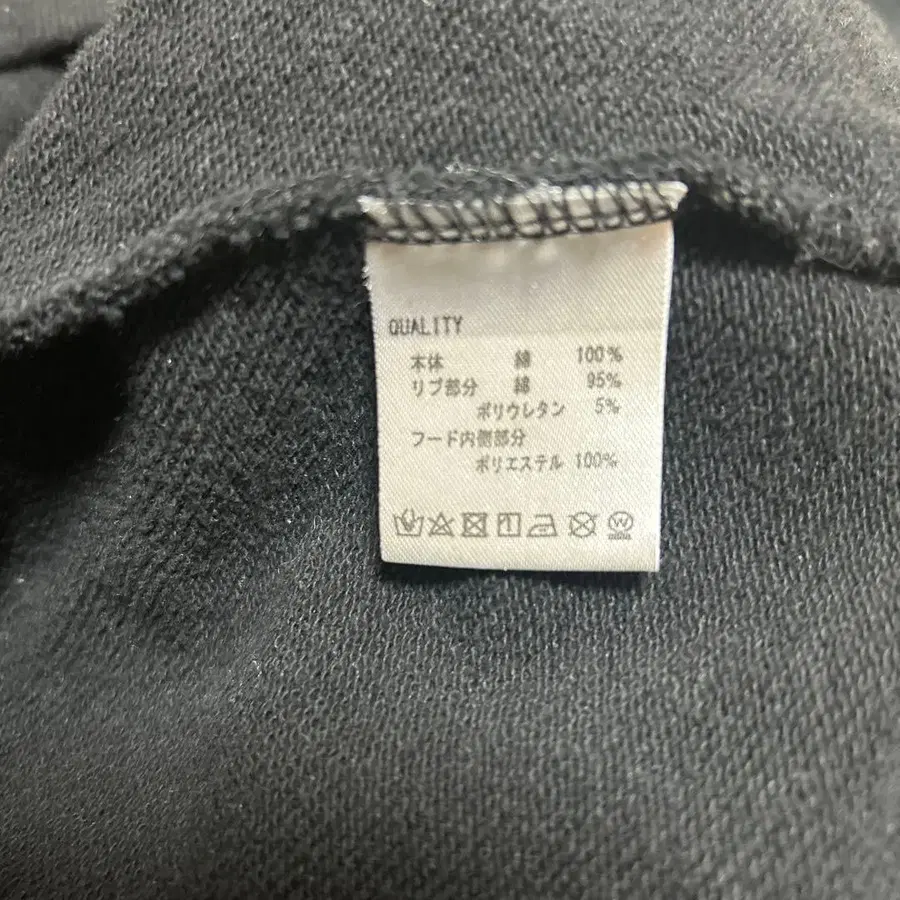 QUALITY
本体 綿 100%
リブ部分 綿 95%
ポリウレタン 5%
フード内側部分
ポリエステル 100%
W